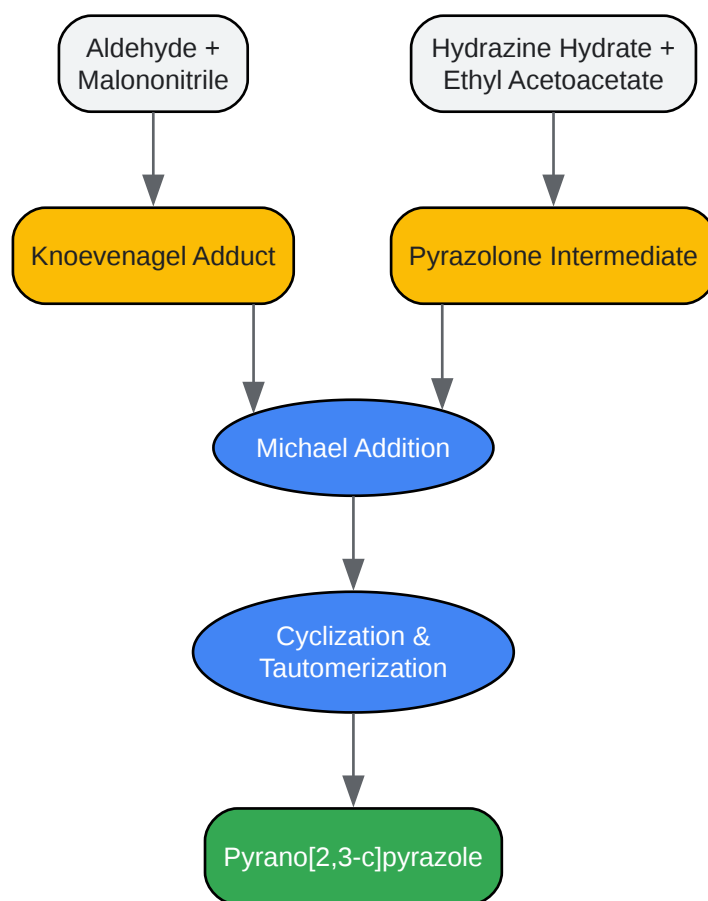 Aldehyde +
Malononitrile
Hydrazine Hydrate +
Ethyl Acetoacetate
Knoevenagel Adduct
Pyrazolone Intermediate
Michael Addition
Cyclization &
Tautomerization
Pyrano[2,3-c]pyrazole